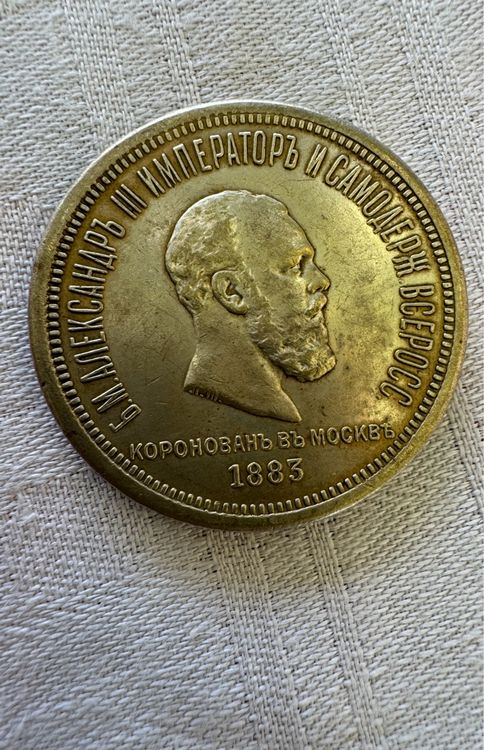 Б. М. АЛЕКСАНДРЪ III ИМПЕРАТОРЪ И САМОДЕРЖ. ВСЕРОСС.
КОРОНОВАНЪ ВЪ МОСКВѢ
1883